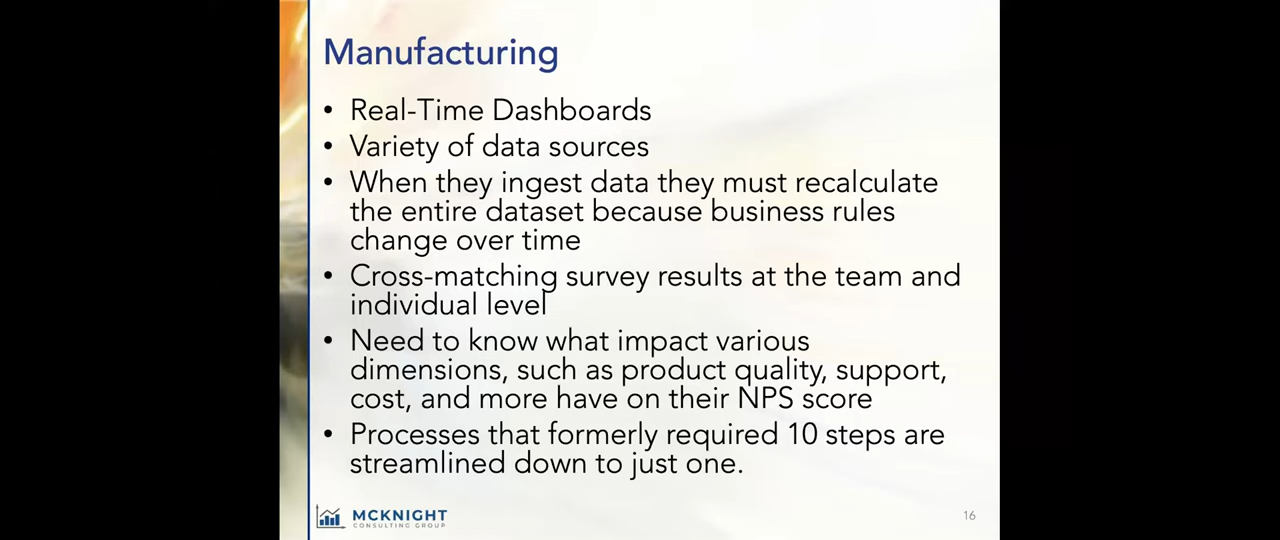 Manufacturing
• Real-Time Dashboards
• Variety of data sources
• When they ingest data they must recalculate
the entire dataset because business rules
change over time
• Cross-matching survey results at the team and
individual level
• Need to know what impact various
dimensions, such as product quality, support,
cost, and more have on their NPS score
• Processes that formerly required 10 steps are
streamlined down to just one.
MCKNIGHT
CONSULTING GROUP
16